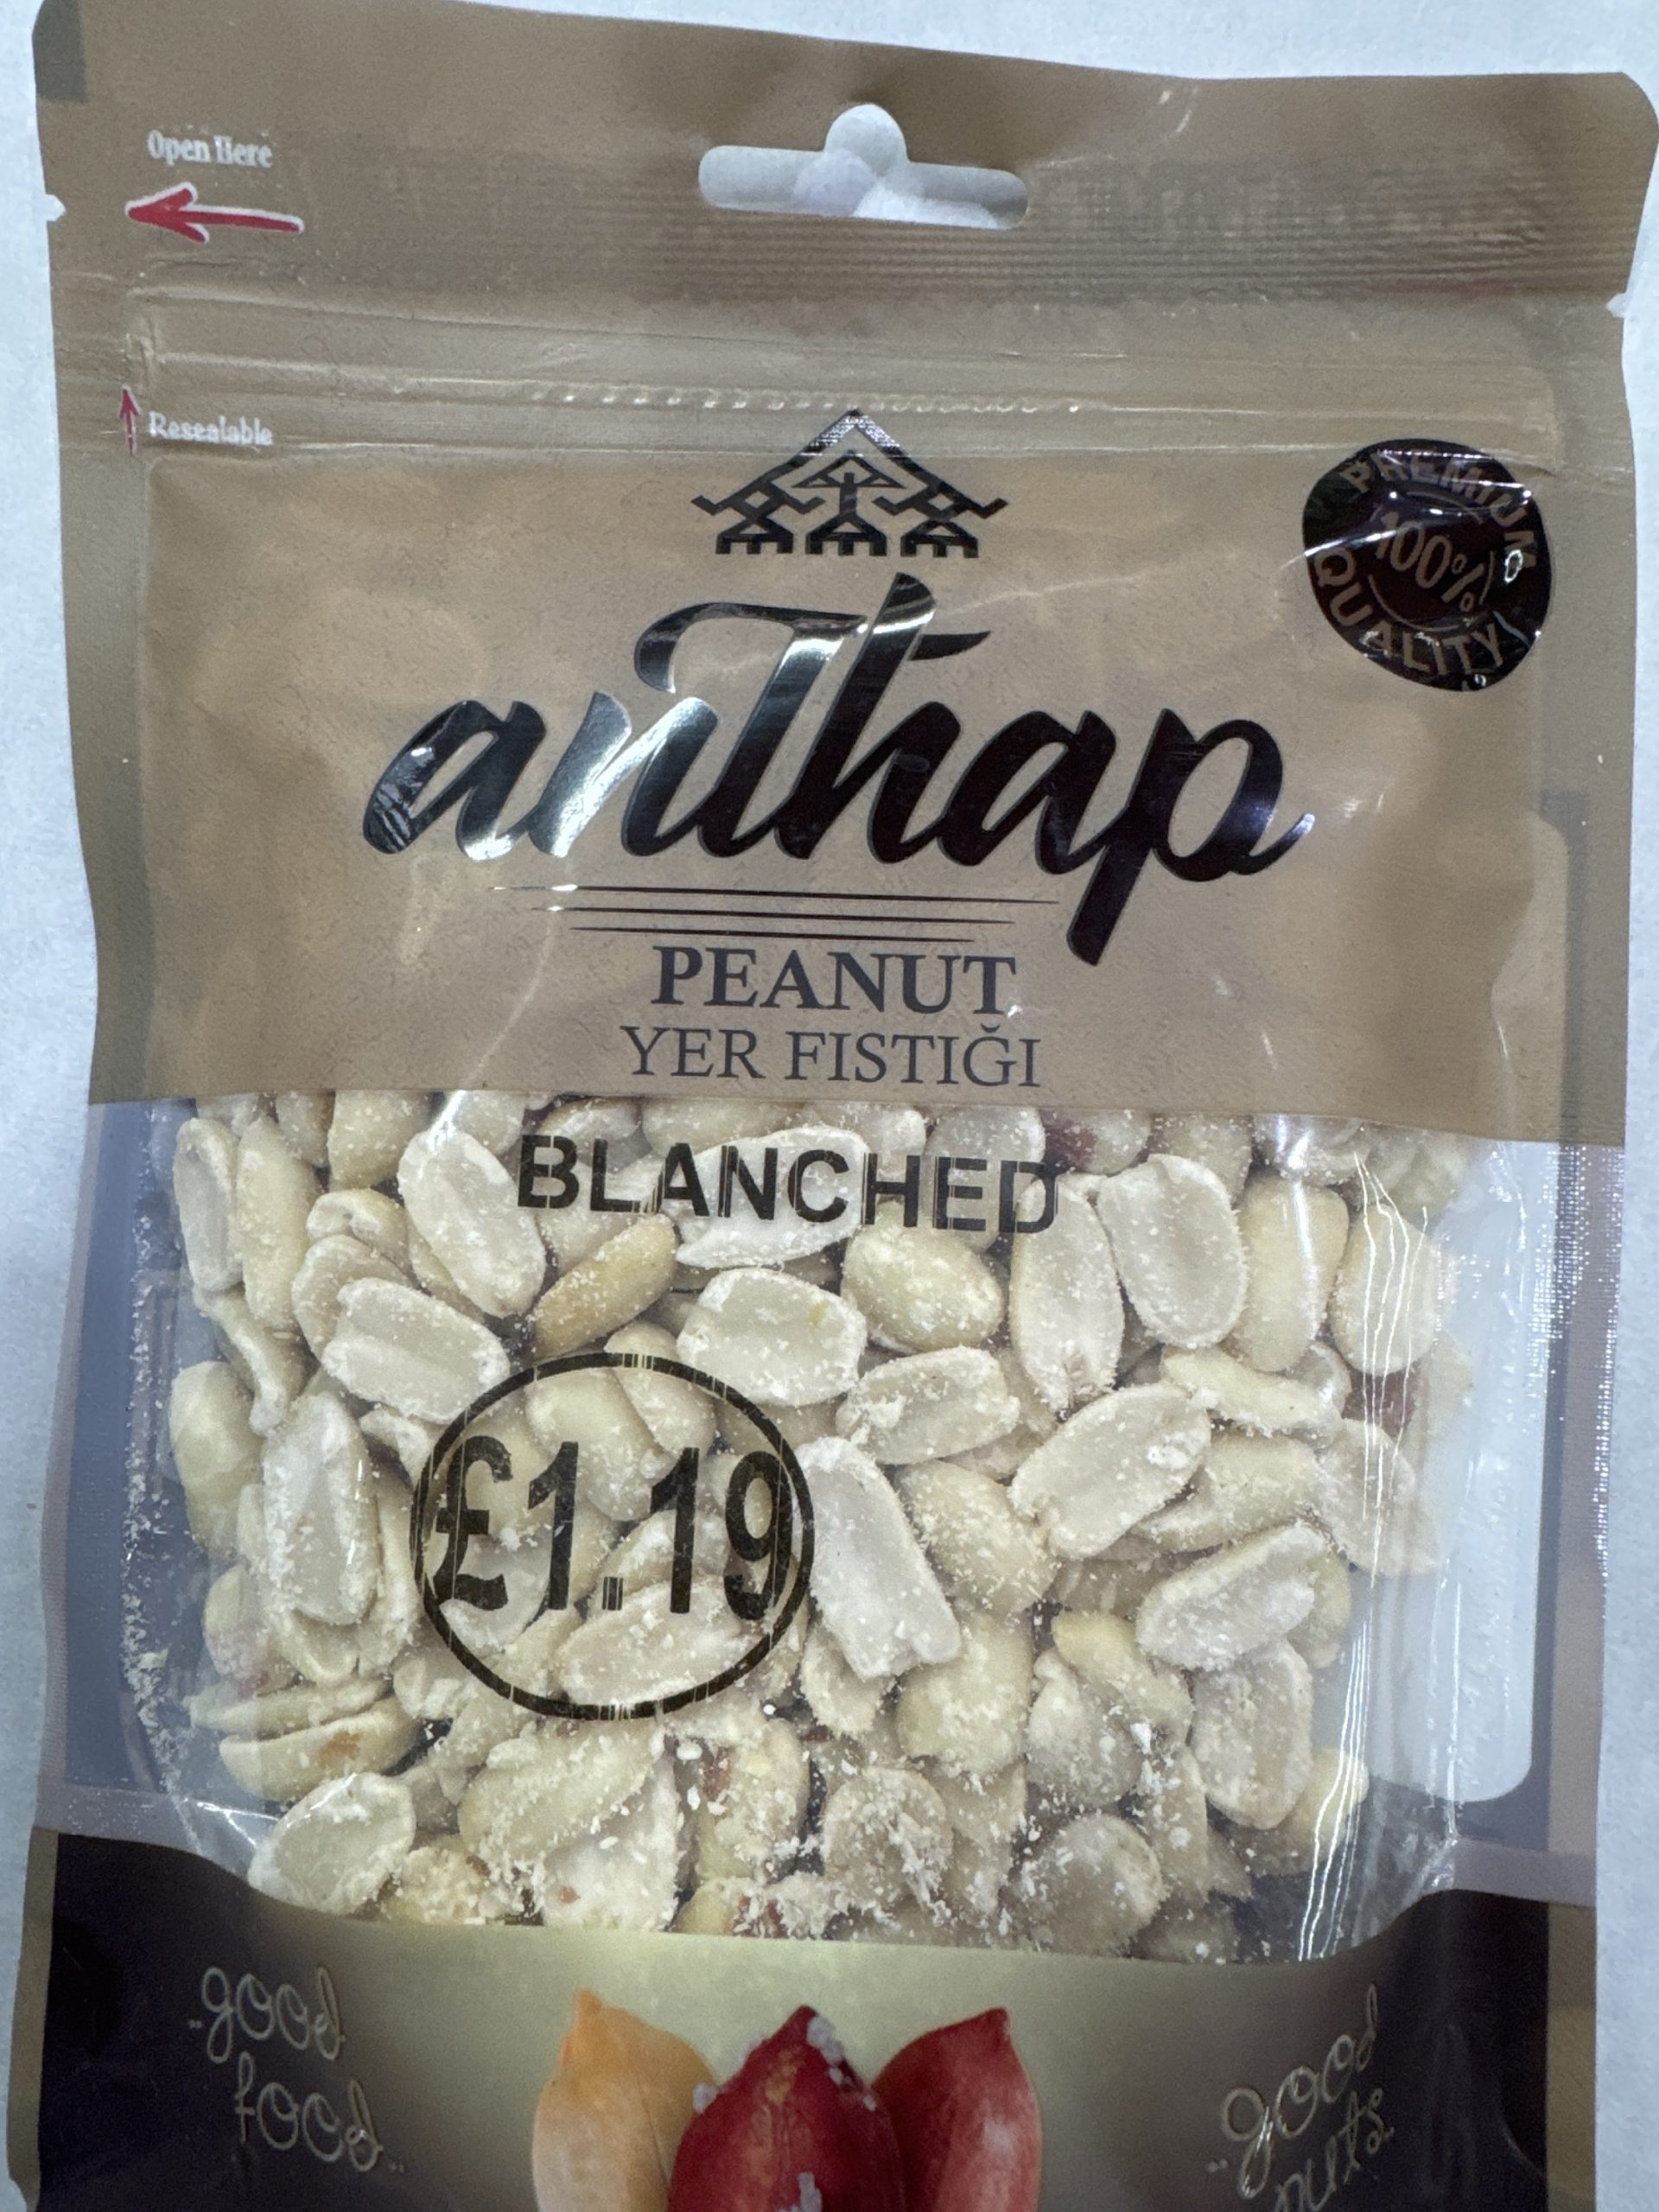 Open Here
Resealable
PREMIUM
100%
QUALITY
anthap
PEANUT
YER FISTIĞI
BLANCHED
£1.19
..good
food..
..good
nuts..